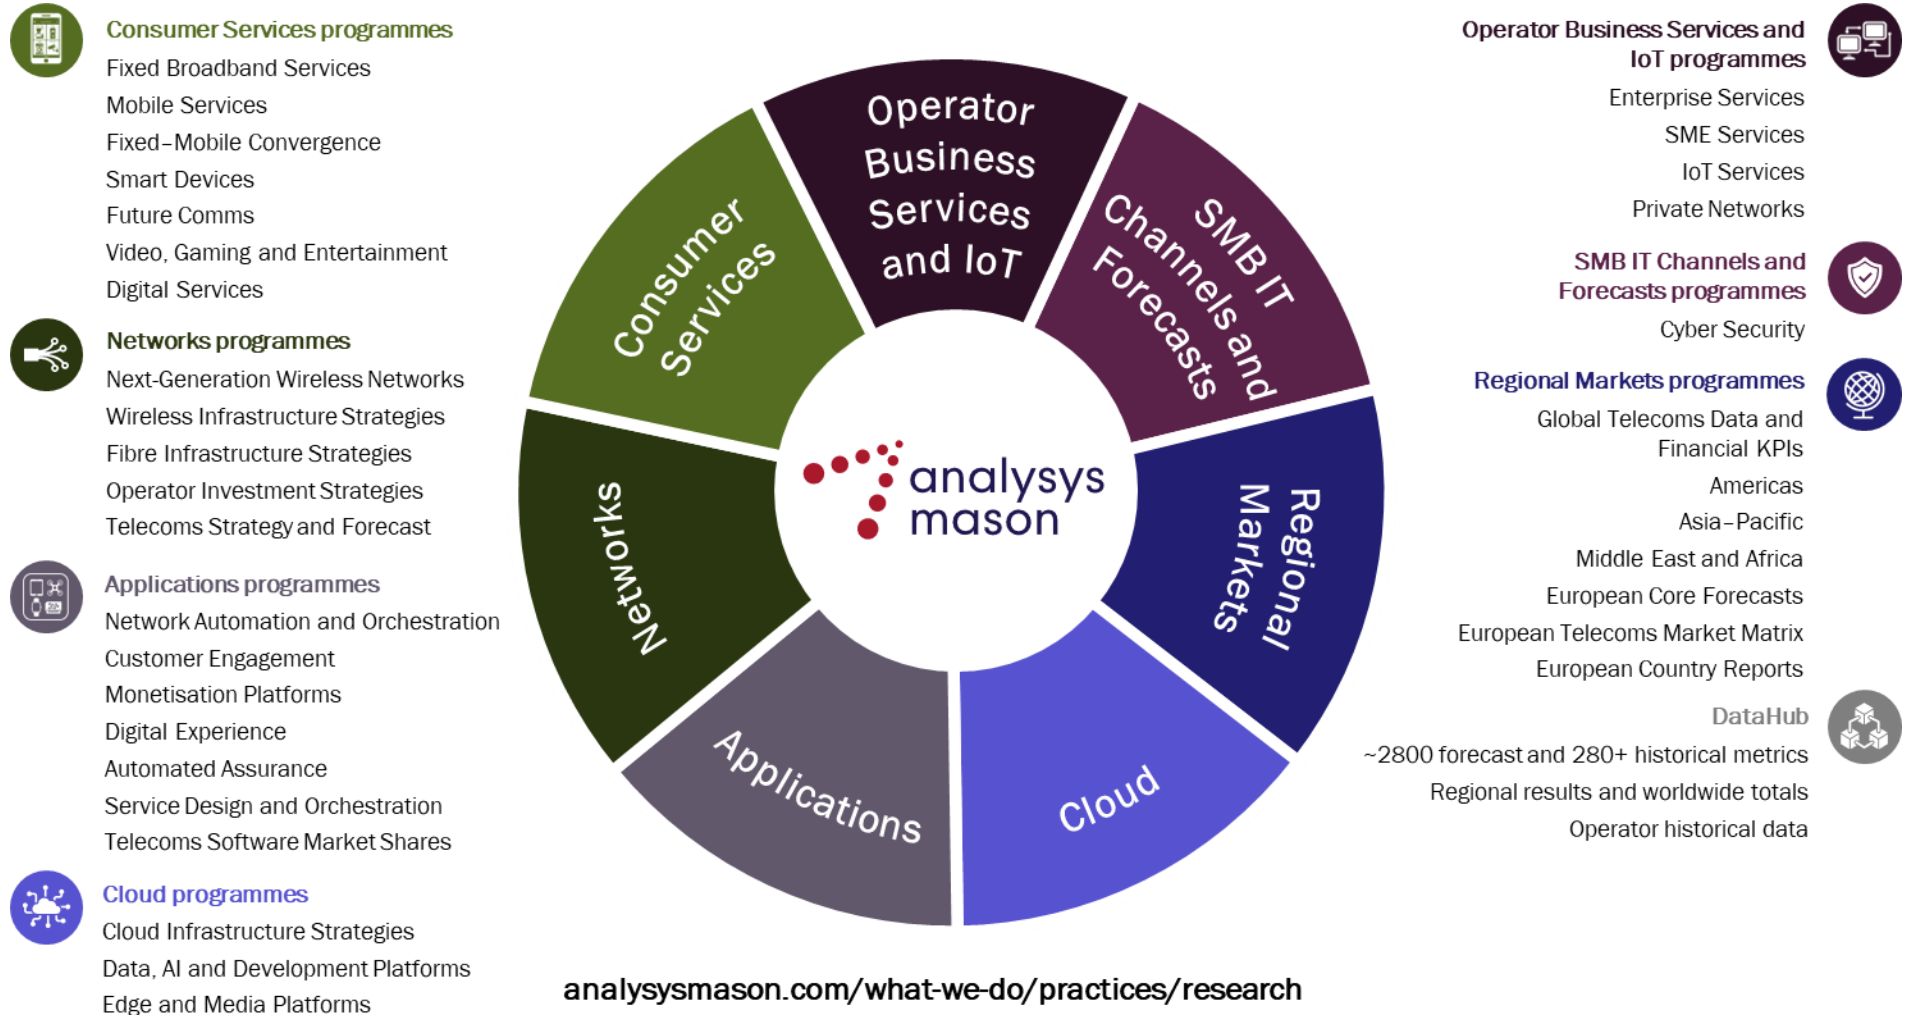 Consumer Services programmes
Fixed Broadband Services
Mobile Services
Fixed–Mobile Convergence
Smart Devices
Future Comms
Video, Gaming and Entertainment
Digital Services
Networks programmes
Next-Generation Wireless Networks
Wireless Infrastructure Strategies
Fibre Infrastructure Strategies
Operator Investment Strategies
Telecoms Strategy and Forecast
Applications programmes
Network Automation and Orchestration
Customer Engagement
Monetisation Platforms
Digital Experience
Automated Assurance
Service Design and Orchestration
Telecoms Software Market Shares
Cloud programmes
Cloud Infrastructure Strategies
Data, AI and Development Platforms
Edge and Media Platforms
Operator
Business
Services
and IoT
SMB IT
Channels and
Forecasts
Regional
Markets
Cloud
Applications
Networks
Consumer
Services
analysys
mason
analysysmason.com/what-we-do/practices/research
Operator Business Services and
IoT programmes
Enterprise Services
SME Services
IoT Services
Private Networks
SMB IT Channels and
Forecasts programmes
Cyber Security
Regional Markets programmes
Global Telecoms Data and
Financial KPIs
Americas
Asia–Pacific
Middle East and Africa
European Core Forecasts
European Telecoms Market Matrix
European Country Reports
DataHub
~2800 forecast and 280+ historical metrics
Regional results and worldwide totals
Operator historical data